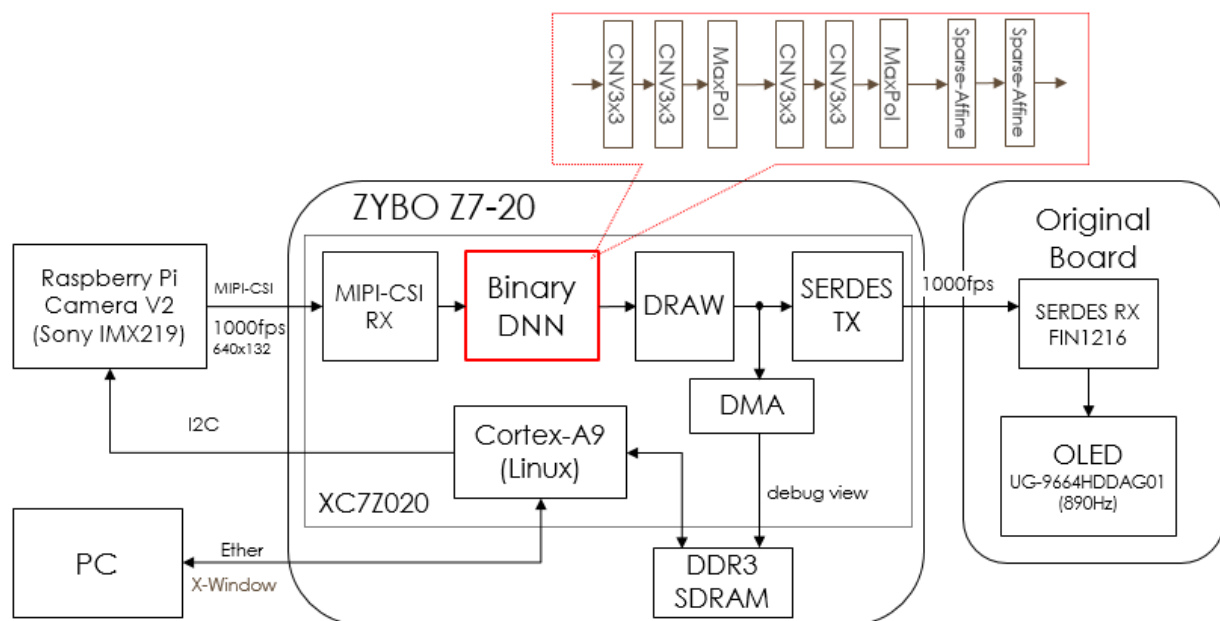 CNV3x3
CNV3x3
MaxPol
CNV3x3
CNV3x3
MaxPol
Sparse-Affine
Sparse-Affine
ZYBO Z7-20
Original
Board
Raspberry Pi
Camera V2
(Sony IMX219)
MIPI-CSI
1000fps
640x132
MIPI-CSI
RX
Binary
DNN
DRAW
SERDES
TX
1000fps
SERDES RX
FIN1216
DMA
I2C
Cortex-A9
(Linux)
OLED
UG-9664HDDAG01
(890Hz)
debug view
XC7Z020
PC
Ether
X-Window
DDR3
SDRAM